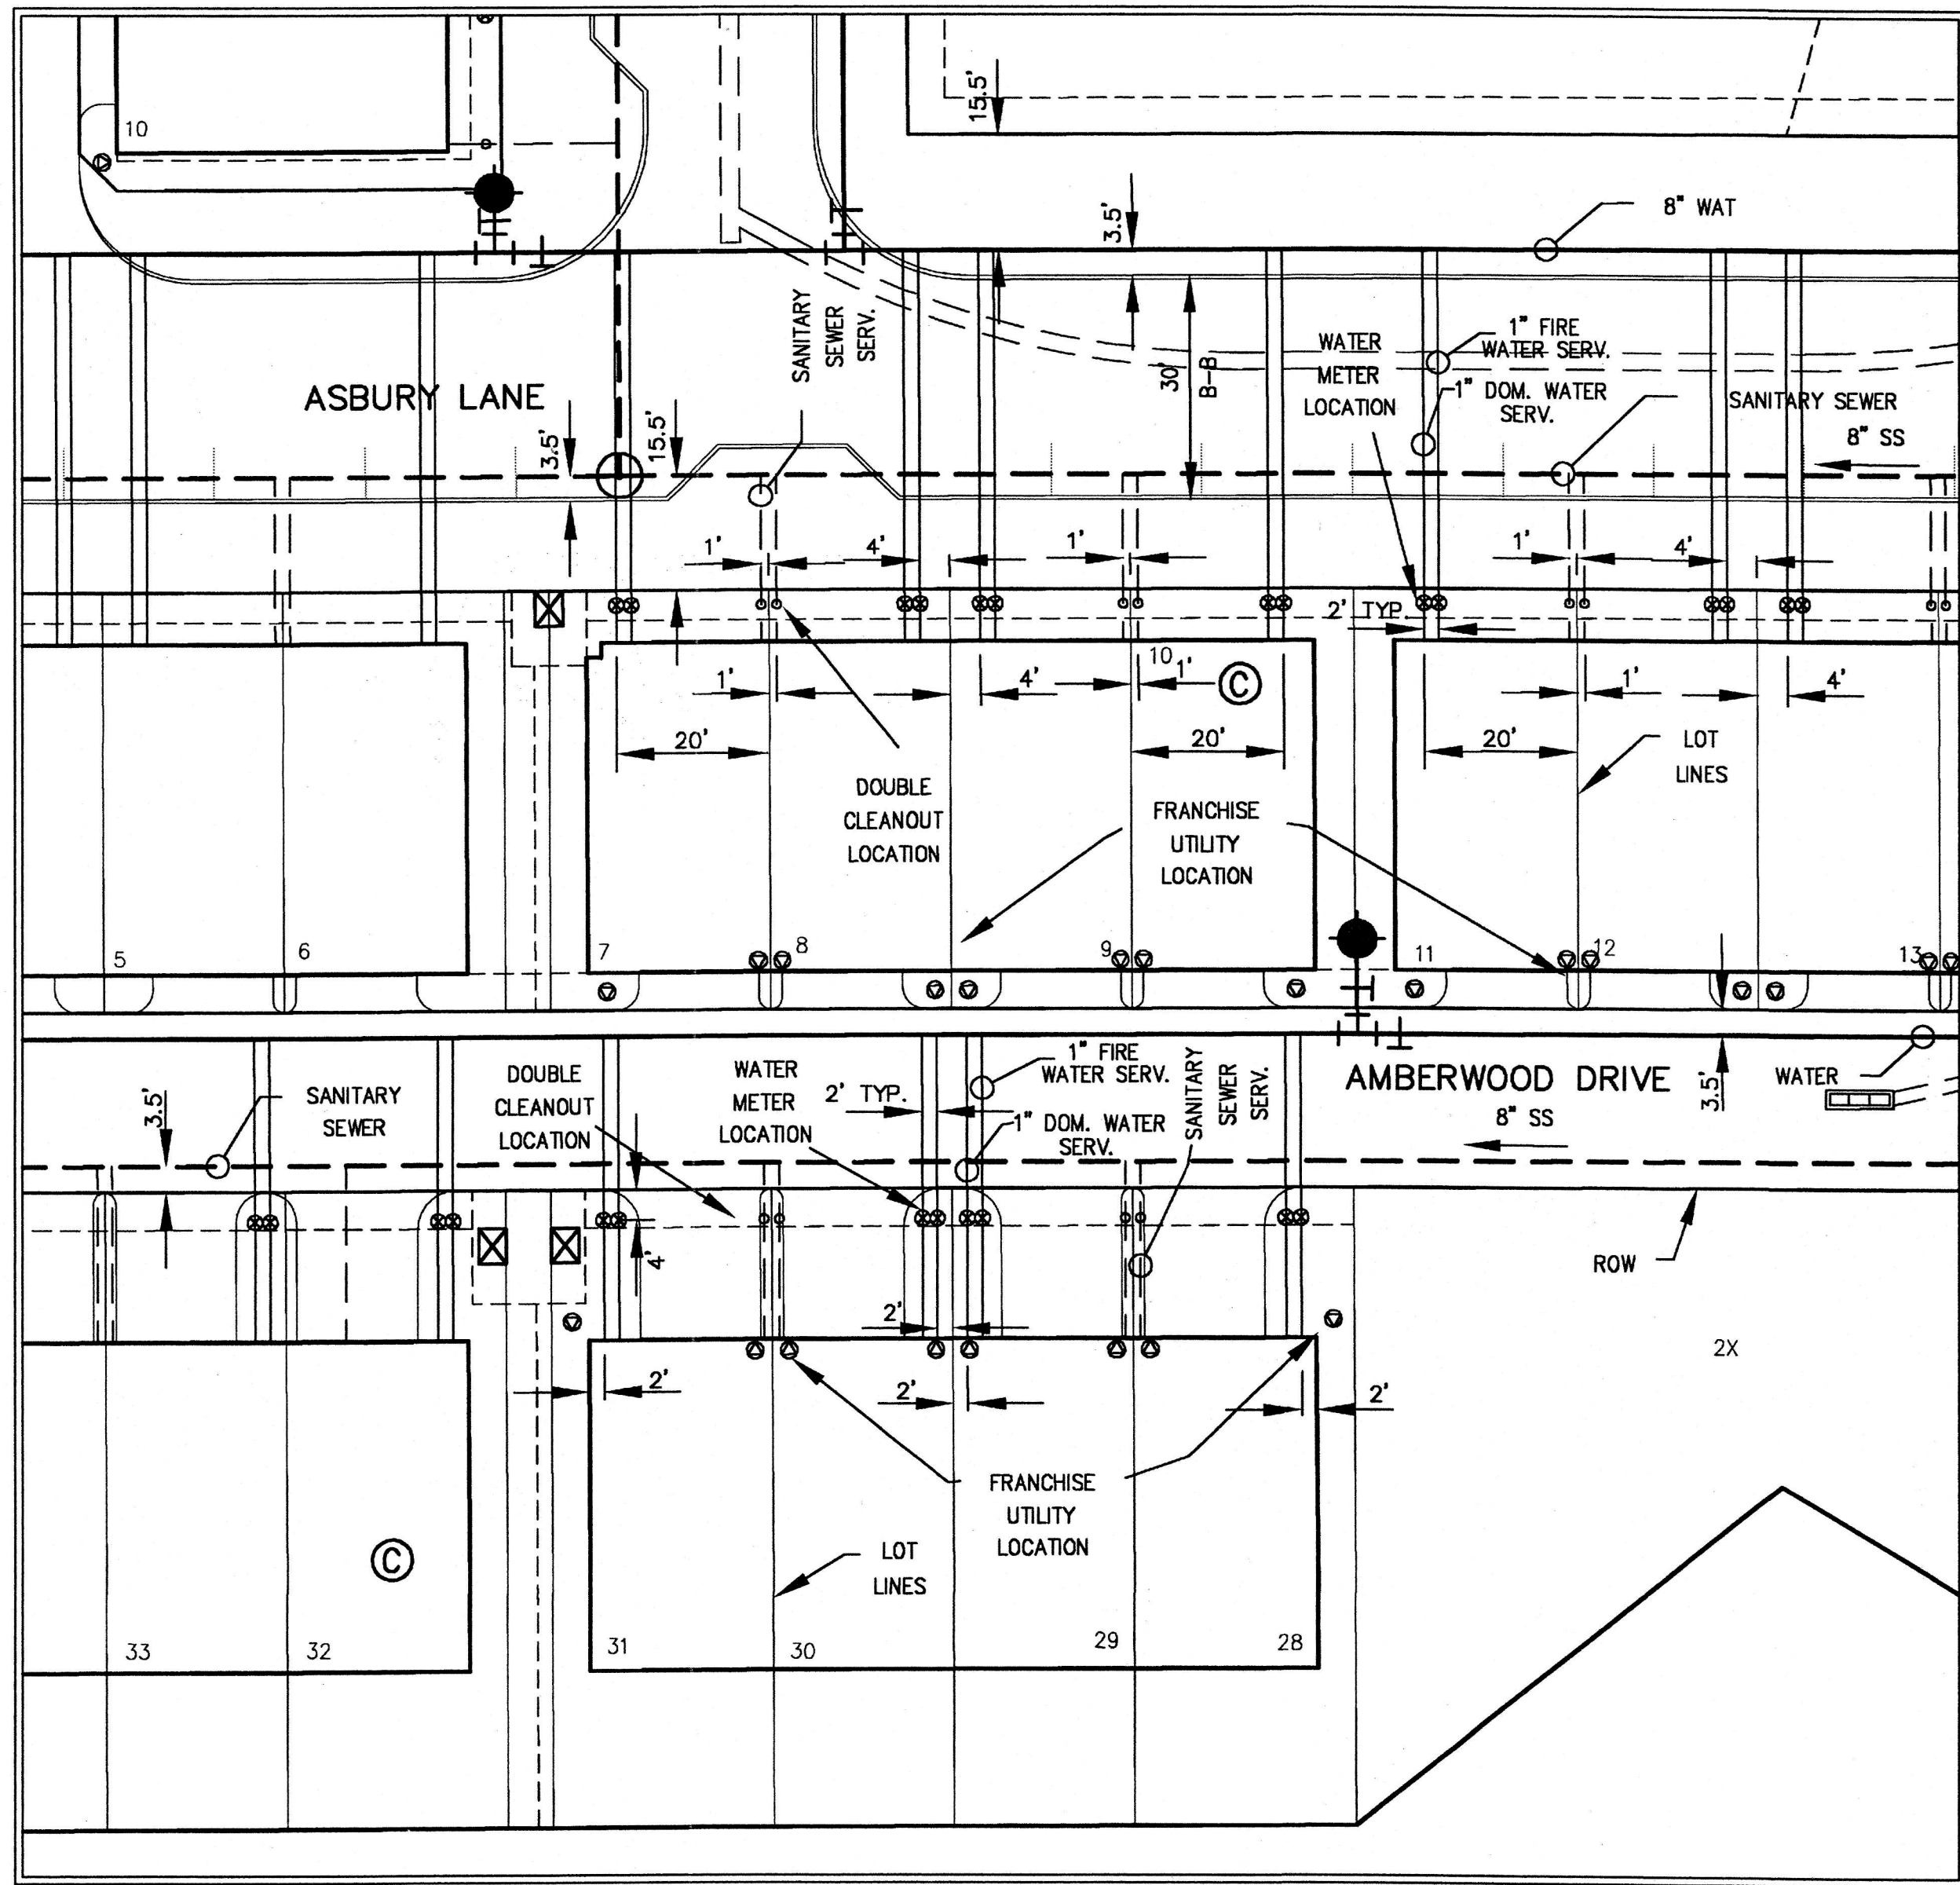 10
15.5'
3.5'
8" WAT
SANITARY
SEWER
SERV.
WATER
METER
LOCATION
1" FIRE
WATER SERV.
30'
B-B
ASBURY LANE
1" DOM. WATER
SERV.
SANITARY SEWER
8" SS
3.5'
15.5'
1'
4'
1'
1'
4'
2' TYP.
1'
4'
10
1'
C
1'
4'
20'
20'
20'
LOT
LINES
DOUBLE
CLEANOUT
LOCATION
FRANCHISE
UTILITY
LOCATION
5
6
7
8
9
11
12
13
SANITARY
SEWER
3.5'
DOUBLE
CLEANOUT
LOCATION
WATER
METER
LOCATION
2' TYP.
1" FIRE
WATER SERV.
1" DOM. WATER
SERV.
SANITARY
SEWER
SERV.
AMBERWOOD DRIVE
8" SS
3.5'
WATER
4'
ROW
2'
2X
2'
2'
2'
FRANCHISE
UTILITY
LOCATION
C
LOT
LINES
33
32
31
30
29
28